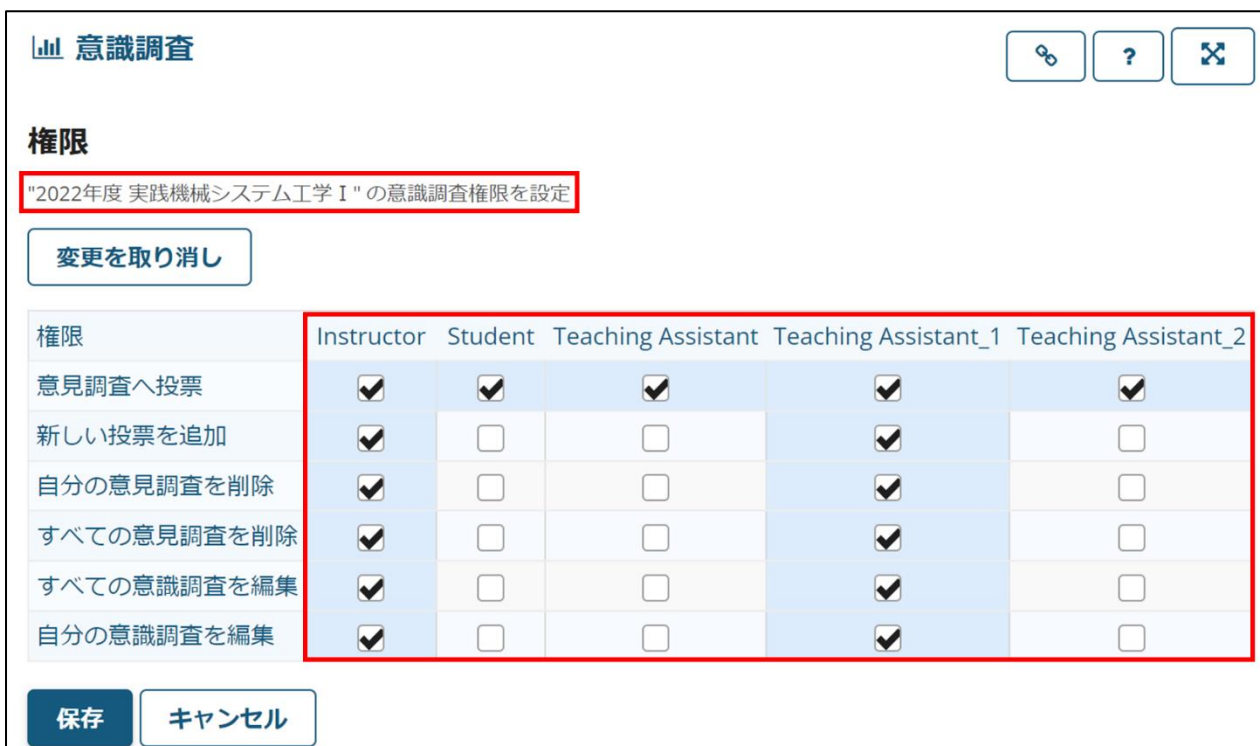 意識調査
?
権限
"2022年度 実践機械システム工学Ⅰ" の意識調査権限を設定
変更を取り消し
権限 Instructor Student Teaching Assistant Teaching Assistant_1 Teaching Assistant_2
意見調査へ投票
新しい投票を追加
自分の意見調査を削除
すべての意見調査を削除
すべての意識調査を編集
自分の意識調査を編集
保存 キャンセル